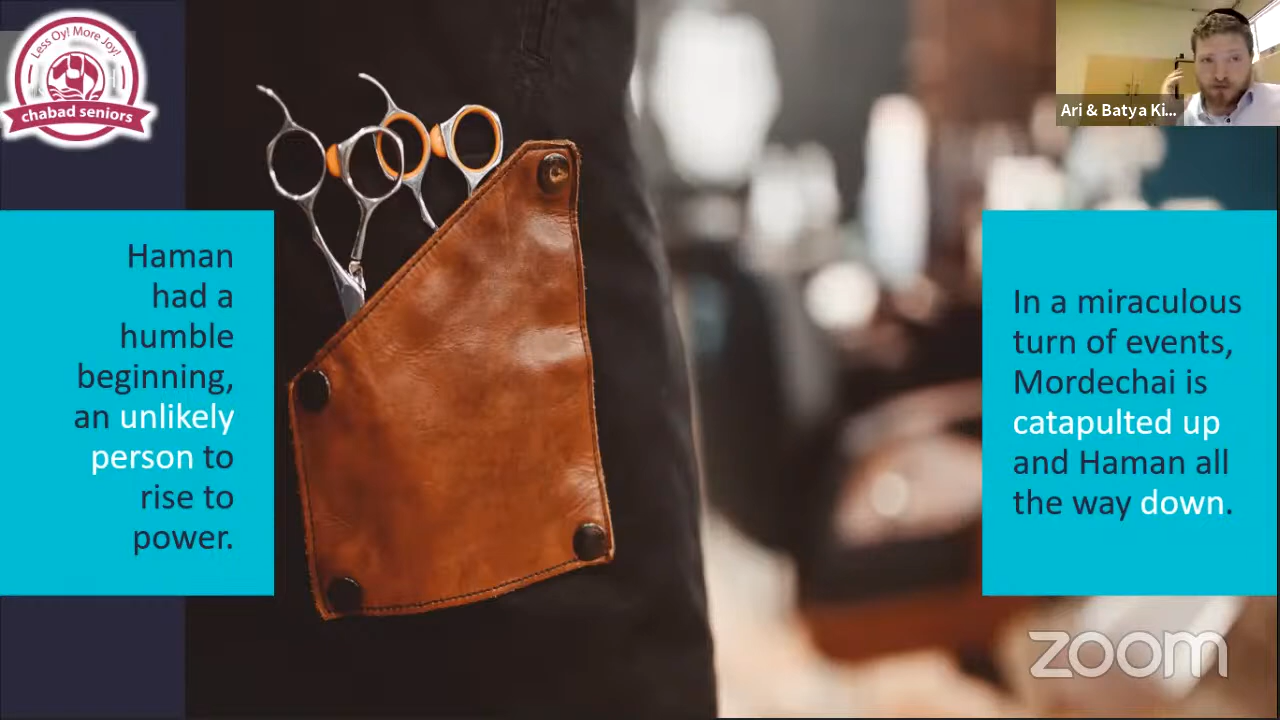 Less Oy! More Joy!
chabad seniors
Ari & Batya Ki...
Haman
had a
humble
beginning,
an unlikely
person to
rise to
power.
In a miraculous
turn of events,
Mordechai is
catapulted up
and Haman all
the way down.
zoom